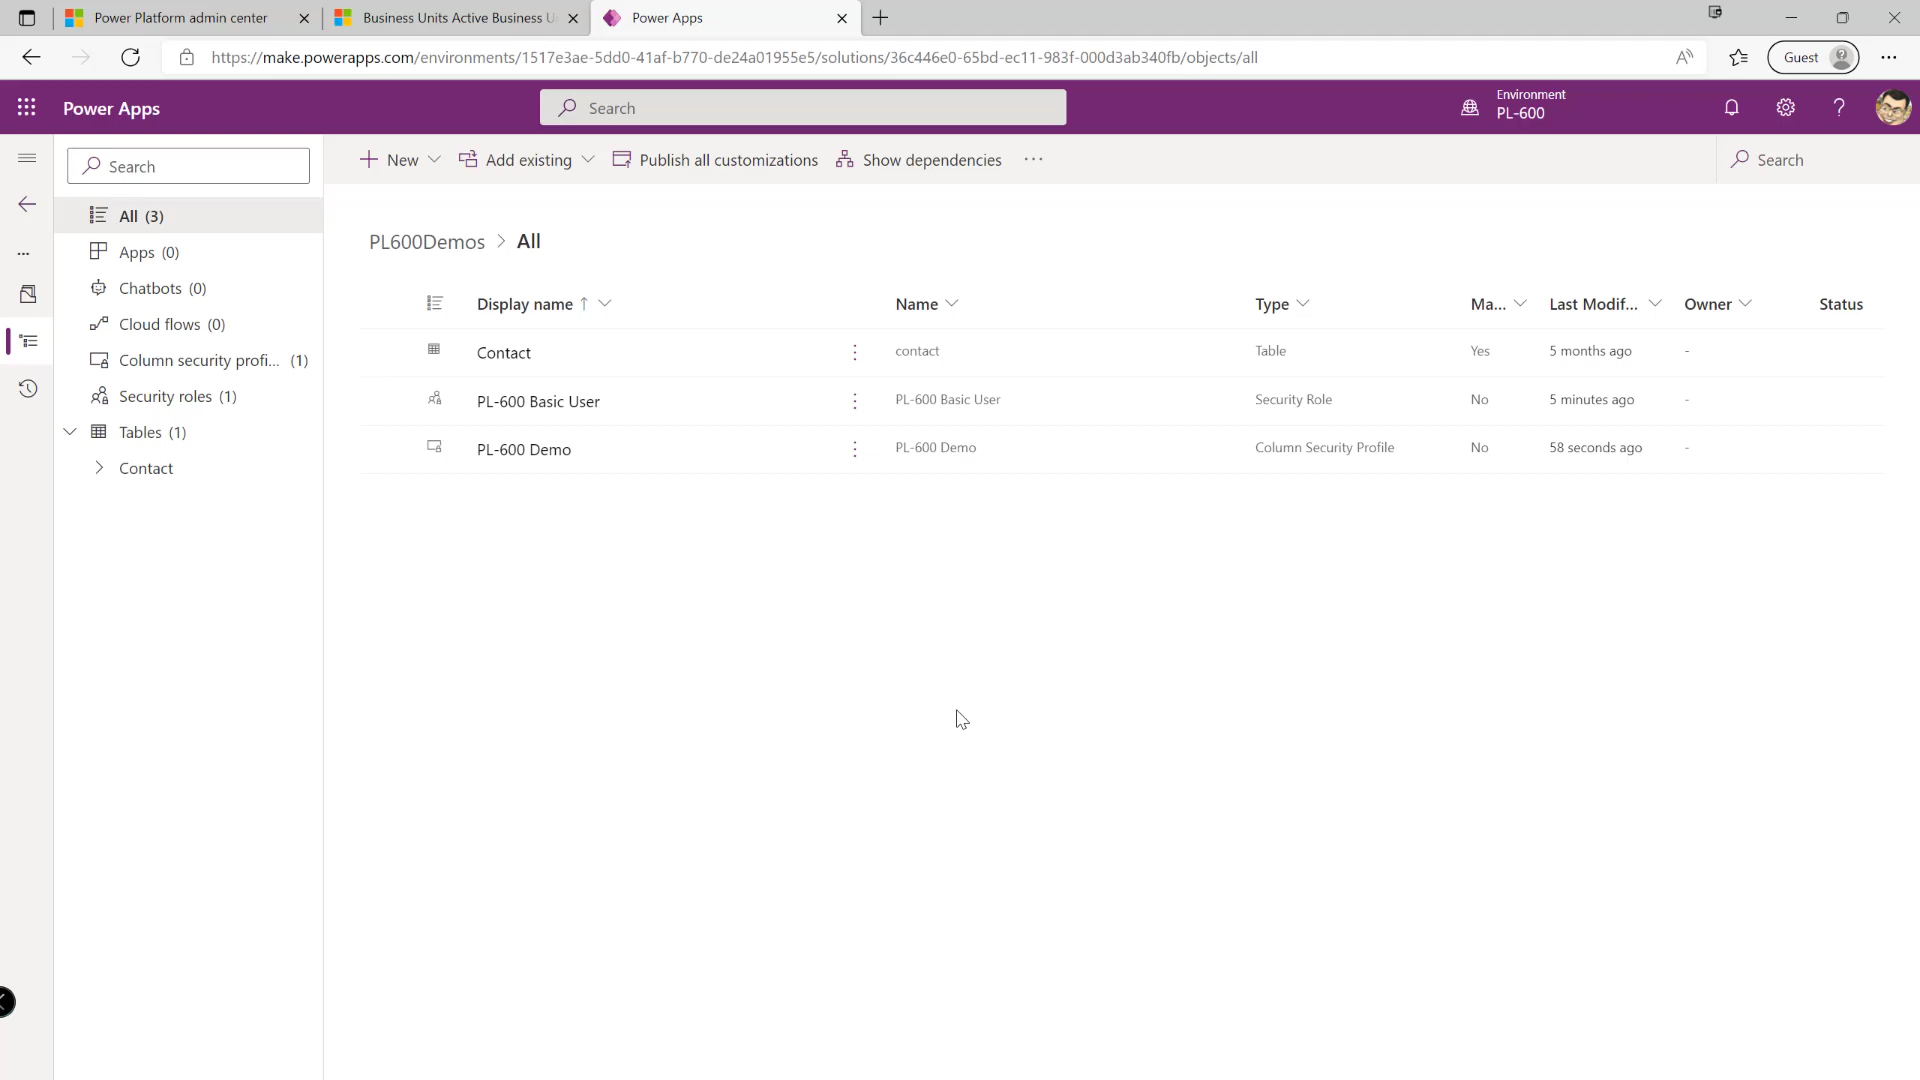 Power Platform admin center
Business Units Active Business U
Power Apps
https://make.powerapps.com/environments/1517e3ae-5dd0-41af-b770-de24a01955e5/solutions/36c446e0-65bd-ec11-983f-000d3ab340fb/objects/all
Guest
Power Apps
Search
Environment
PL-600
Search
New
Add existing
Publish all customizations
Show dependencies
Search
All (3)
Apps (0)
Chatbots (0)
Cloud flows (0)
Column security profi... (1)
Security roles (1)
Tables (1)
Contact
PL600Demos > All
Display name ↑ Name Type Ma... Last Modif... Owner Status
Contact contact Table Yes 5 months ago -
PL-600 Basic User PL-600 Basic User Security Role No 5 minutes ago -
PL-600 Demo PL-600 Demo Column Security Profile No 58 seconds ago -